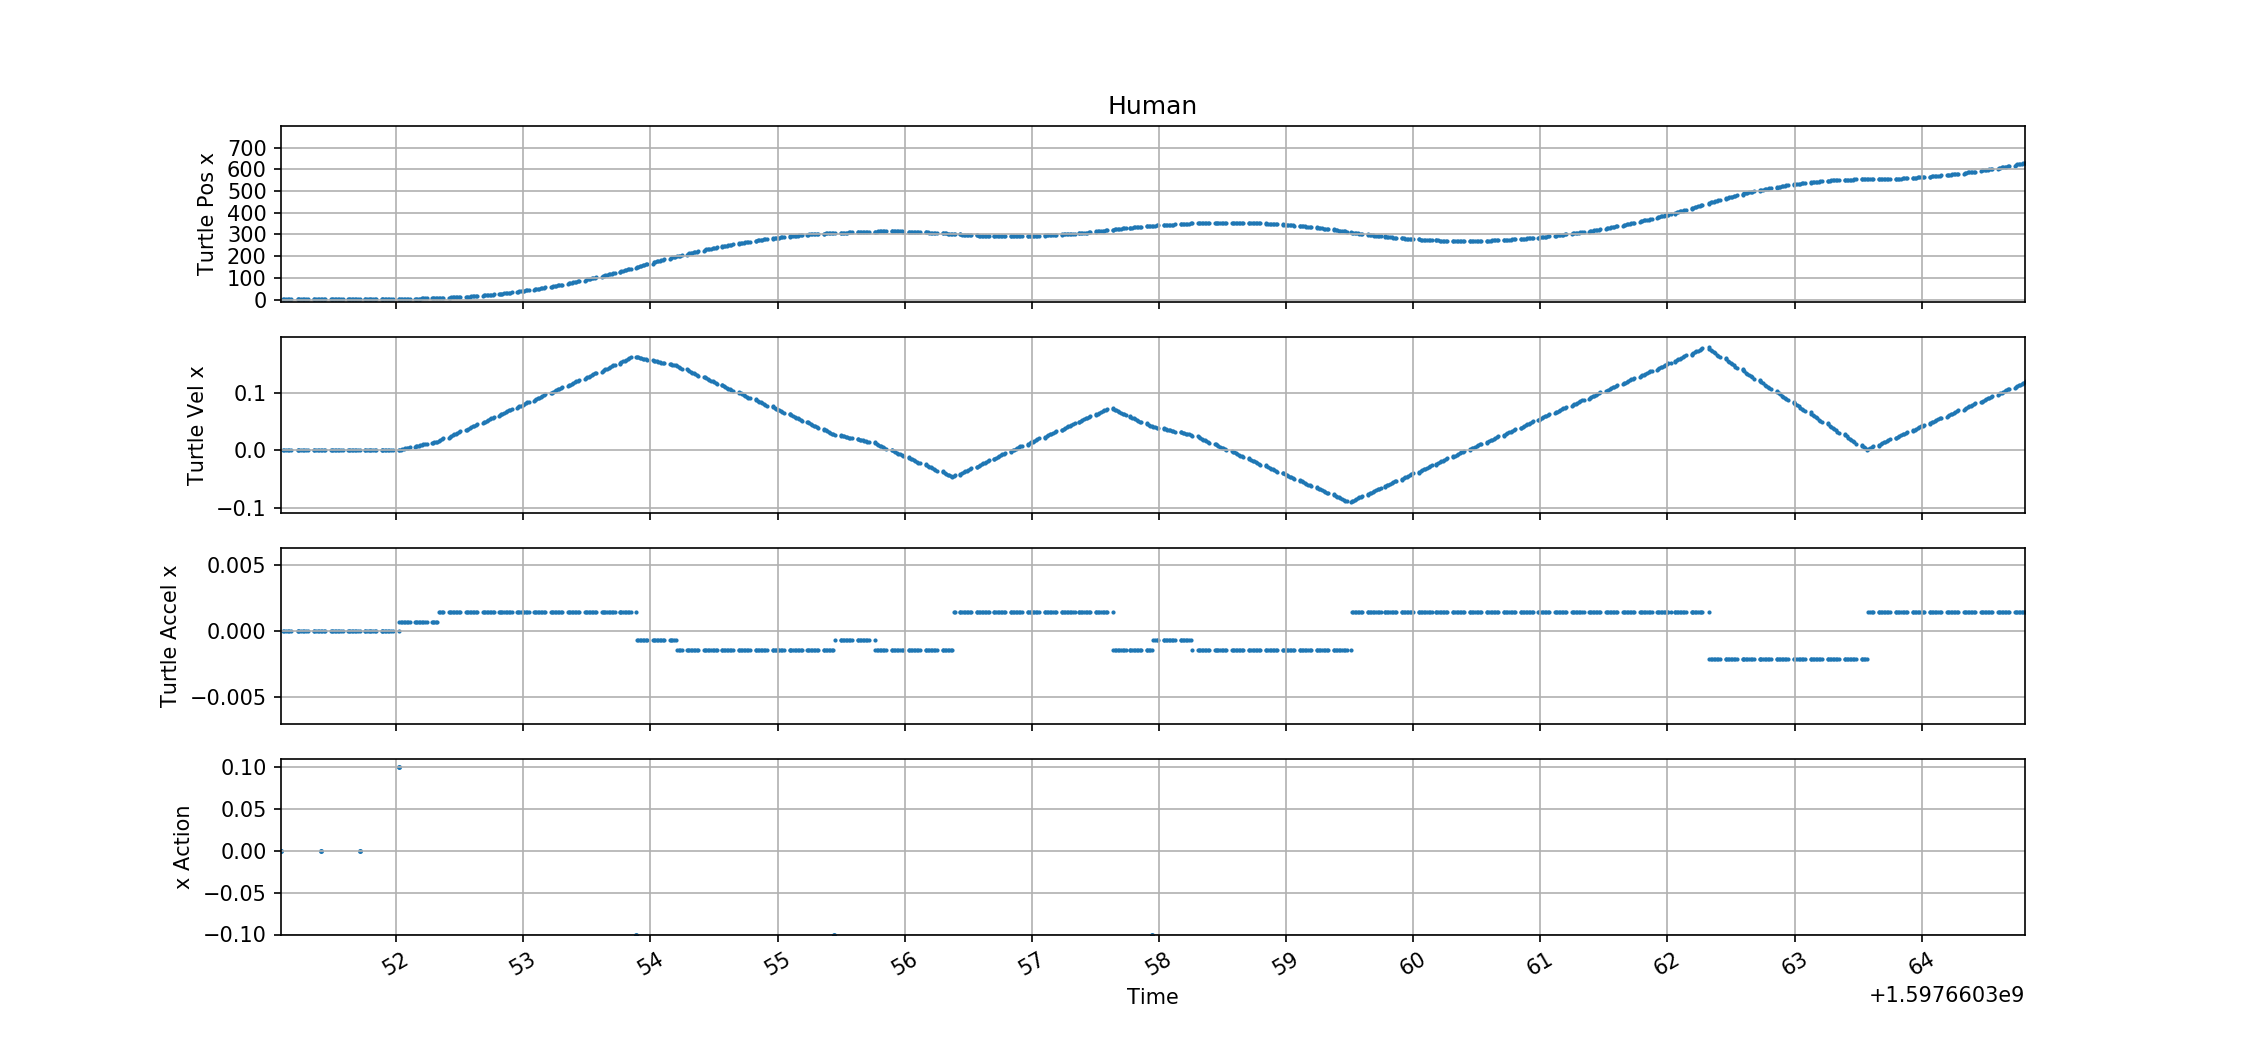 Human
Turtle Pos x
700
600
500
400
300
200
100
0
Turtle Vel x
0.1
0.0
−0.1
Turtle Accel x
0.005
0.000
−0.005
x Action
0.10
0.05
0.00
−0.05
−0.10
52 53 54 55 56 57 58 59 60 61 62 63 64
Time
+1.5976603e9